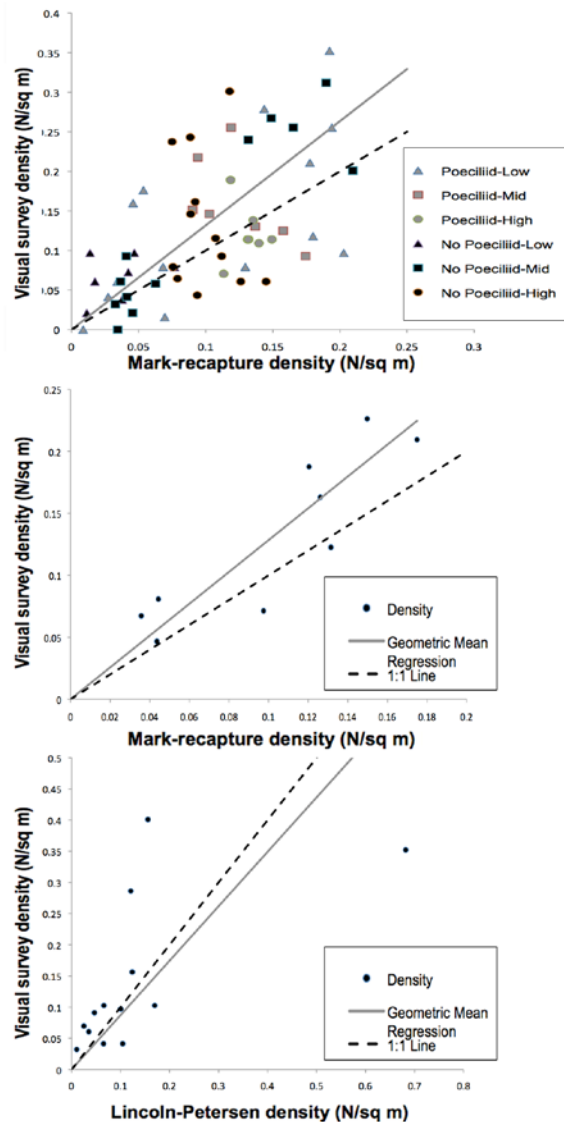 Visual survey density (N/sq m)
0.4
0.35
0.3
0.25
0.2
0.15
0.1
0.05
0
0
0.05
0.1
0.15
0.2
0.25
0.3
Mark-recapture density (N/sq m)
Poeciliid-Low
Poeciliid-Mid
Poeciliid-High
No Poeciliid-Low
No Poeciliid-Mid
No Poeciliid-High
Visual survey density (N/sq m)
0.25
0.2
0.15
0.1
0.05
0
0
0.02
0.04
0.06
0.08
0.1
0.12
0.14
0.16
0.18
0.2
Mark-recapture density (N/sq m)
Density
Geometric Mean
Regression
1:1 Line
Visual survey density (N/sq m)
0.5
0.45
0.4
0.35
0.3
0.25
0.2
0.15
0.1
0.05
0
0
0.1
0.2
0.3
0.4
0.5
0.6
0.7
0.8
Lincoln-Petersen density (N/sq m)
Density
Geometric Mean
Regression
1:1 Line